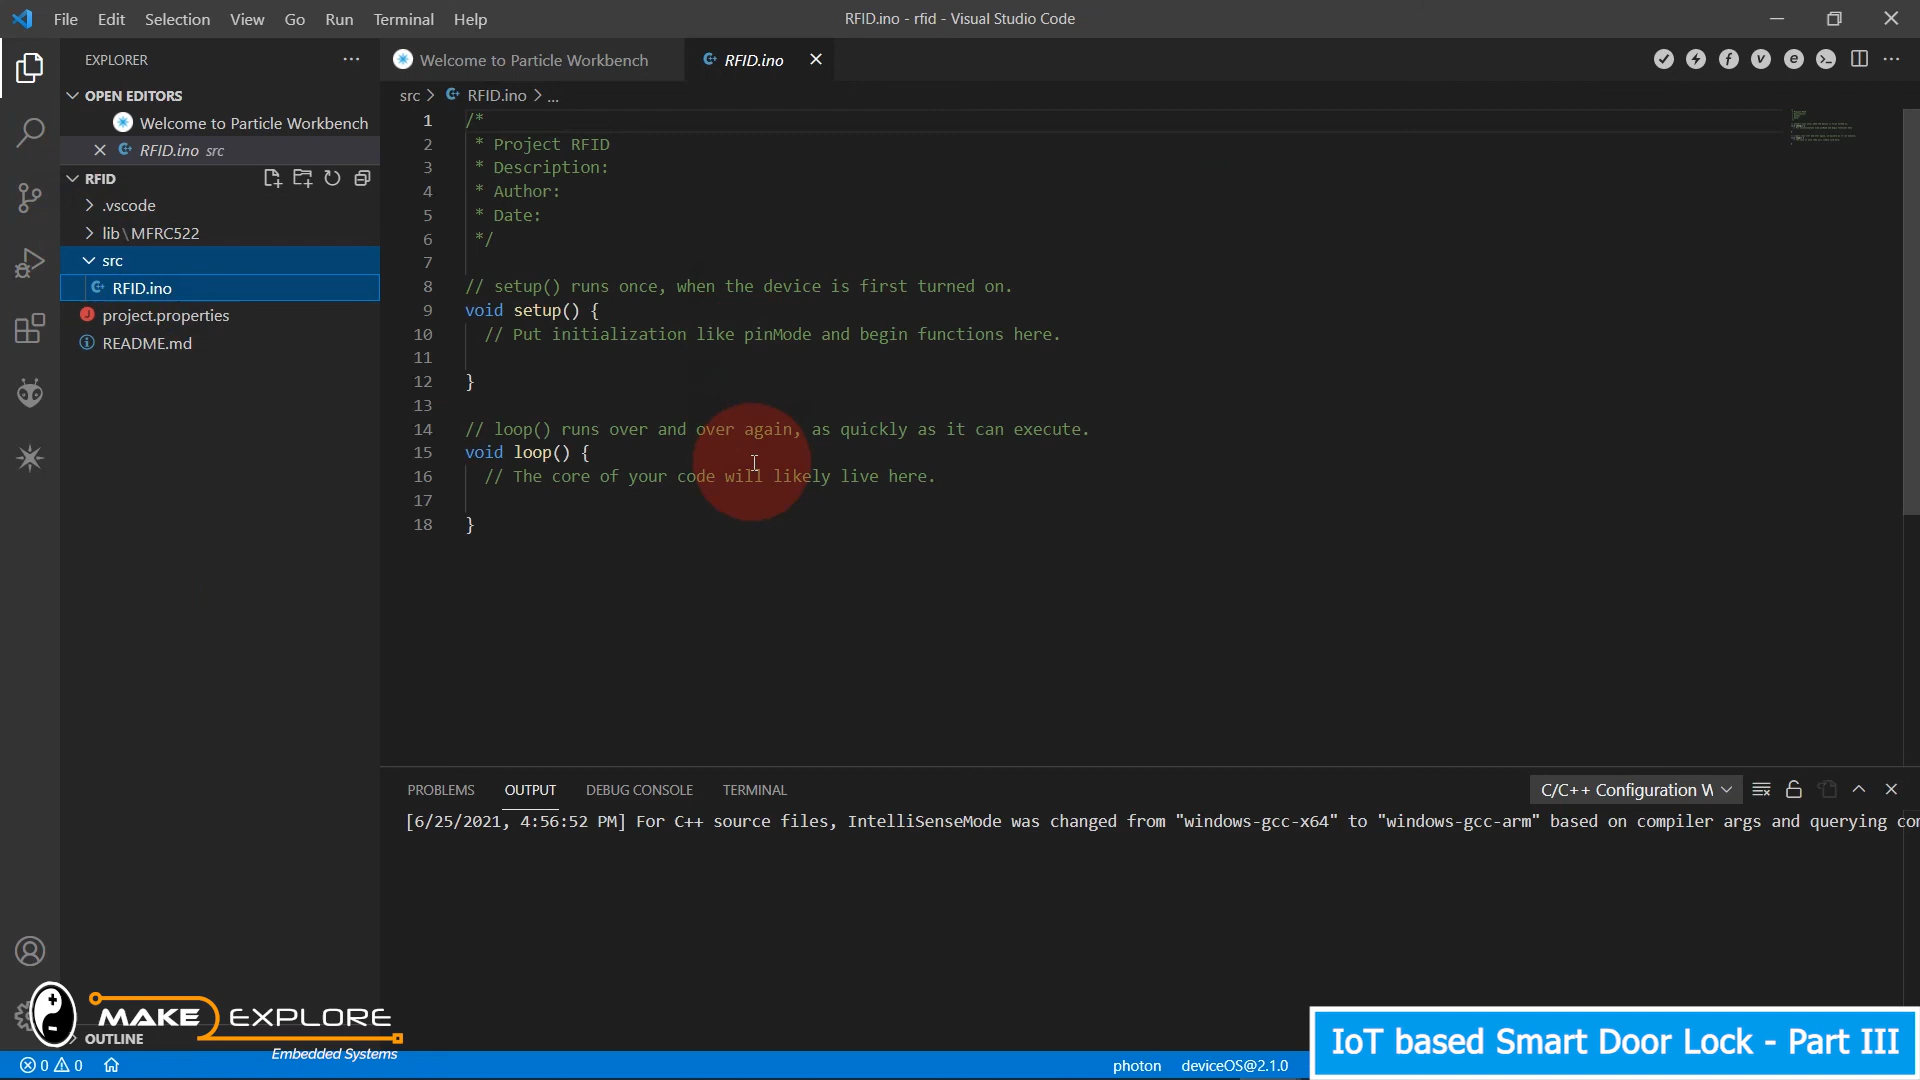 File Edit Selection View Go Run Terminal Help
RFID.ino - rfid - Visual Studio Code
EXPLORER
Welcome to Particle Workbench
RFID.ino
OPEN EDITORS
Welcome to Particle Workbench
RFID.ino src
RFID
.vscode
lib\MFRC522
src
RFID.ino
project.properties
README.md
src > RFID.ino > ...
1 /*
2 * Project RFID
3 * Description:
4 * Author:
5 * Date:
6 */
7
8 // setup() runs once, when the device is first turned on.
9 void setup() {
10 // Put initialization like pinMode and begin functions here.
11
12 }
13
14 // loop() runs over and over again, as quickly as it can execute.
15 void loop() {
16 // The core of your code will likely live here.
17
18 }
PROBLEMS OUTPUT DEBUG CONSOLE TERMINAL
C/C++ Configuration W
[6/25/2021, 4:56:52 PM] For C++ source files, IntelliSenseMode was changed from "windows-gcc-x64" to "windows-gcc-arm" based on compiler args and querying
MAKE EXPLORE
Embedded Systems
OUTLINE
0 0
photon deviceOS@2.1.0
IoT based Smart Door Lock - Part III